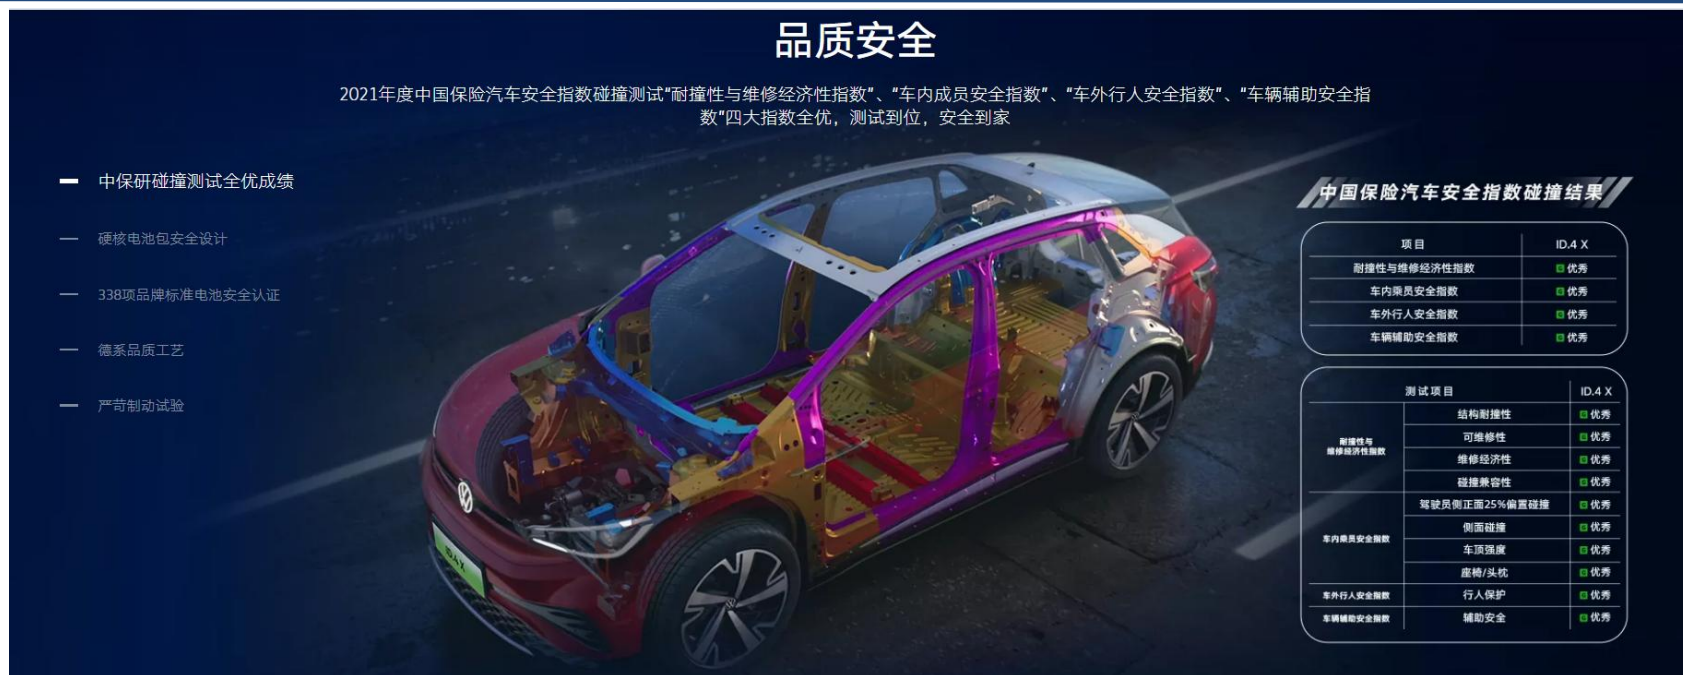 品质安全
2021年度中国保险汽车安全指数碰撞测试“耐撞性与维修经济性指数”、“车内成员安全指数”、“车外行人安全指数”、“车辆辅助安全指
数”四大指数全优，测试到位，安全到家
中保研碰撞测试全优成绩
硬核电池包安全设计
338项品牌标准电池安全认证
德系品质工艺
严苛制动试验
ID.4 X
中国保险汽车安全指数碰撞结果
项目 ID.4 X
耐撞性与维修经济性指数 G 优秀
车内乘员安全指数 G 优秀
车外行人安全指数 G 优秀
车辆辅助安全指数 G 优秀
测试项目 ID.4 X
耐撞性与
维修经济性指数
结构耐撞性 G 优秀
可维修性 G 优秀
维修经济性 G 优秀
碰撞兼容性 G 优秀
车内乘员安全指数
驾驶员侧正面25%偏置碰撞 G 优秀
侧面碰撞 G 优秀
车顶强度 G 优秀
座椅/头枕 G 优秀
车外行人安全指数 行人保护 G 优秀
车辆辅助安全指数 辅助安全 G 优秀